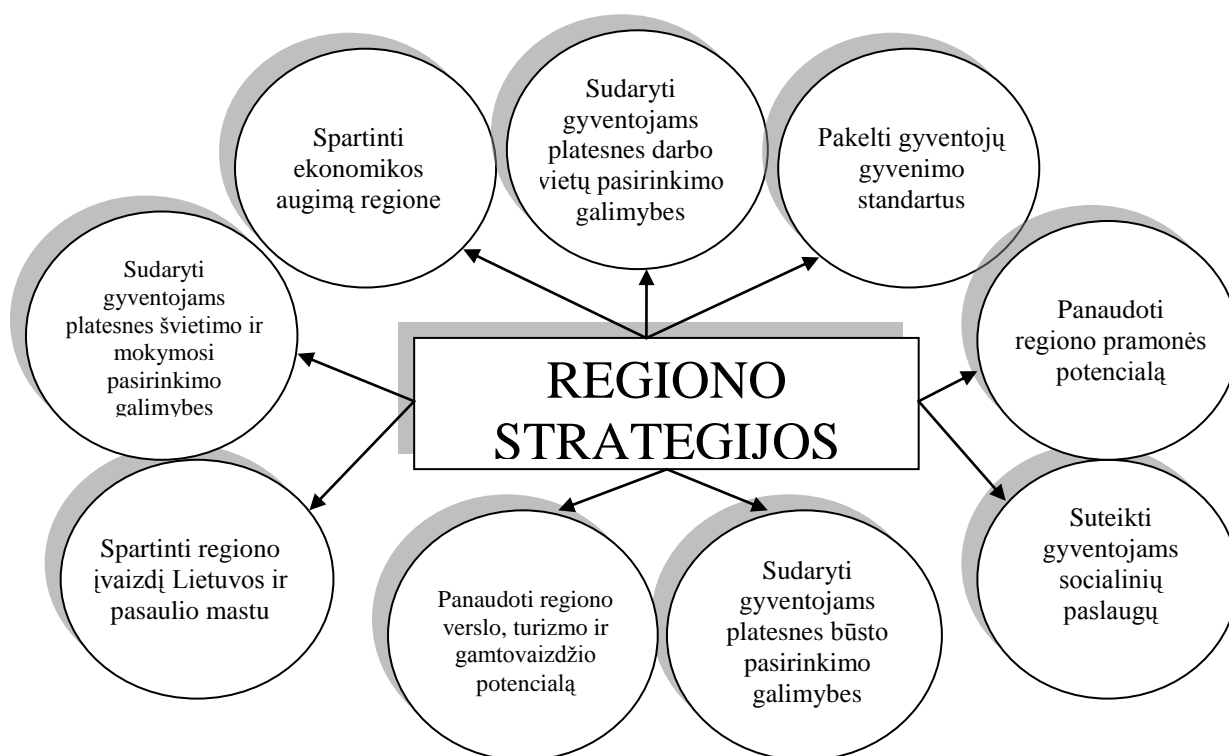 Spartinti
ekonomikos
augimą regione
Sudaryti
gyventojams
platesnes darbo
vietų pasirinkimo
galimybes
Pakelti gyventojų
gyvenimo
standartus
Sudaryti
gyventojams
platesnes švietimo ir
mokymosi
pasirinkimo
galimybes
Panaudoti
regiono pramonės
potencialą
REGIONO
STRATEGIJOS
Spartinti regiono
įvaizdį Lietuvos ir
pasaulio mastu
Panaudoti regiono
verslo, turizmo ir
gamtovaizdžio
potencialą
Sudaryti
gyventojams
platesnes būsto
pasirinkimo
galimybes
Suteikti
gyventojams
socialinių
paslaugų